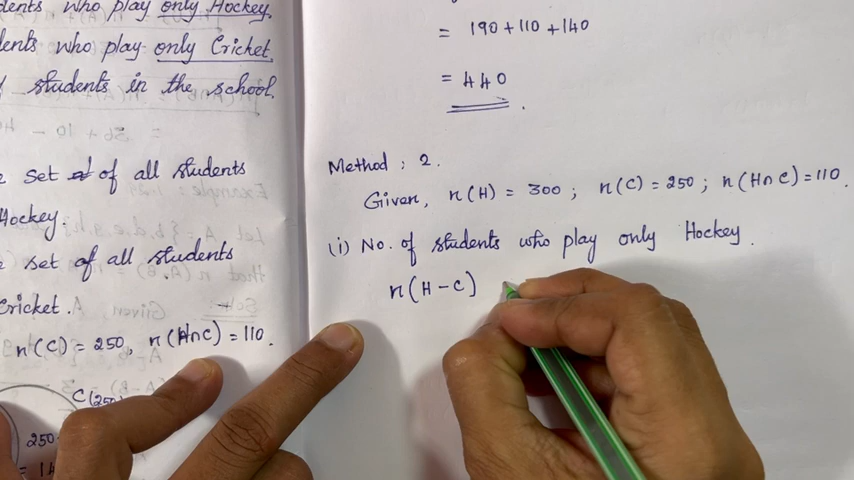 dents who play only Hockey.
dents who play only Cricket.
f students in the school.
set of all students
Hockey.
set of all students
Cricket.
n(C) = 250, n(H∩C) = 110.
C(250)
250
= 190 + 110 + 140
= 440.
Method : 2.
Given, n(H) = 300 ; n(C) = 250 ; n(H∩C) = 110.
(i) No. of students who play only Hockey.
n(H - C)